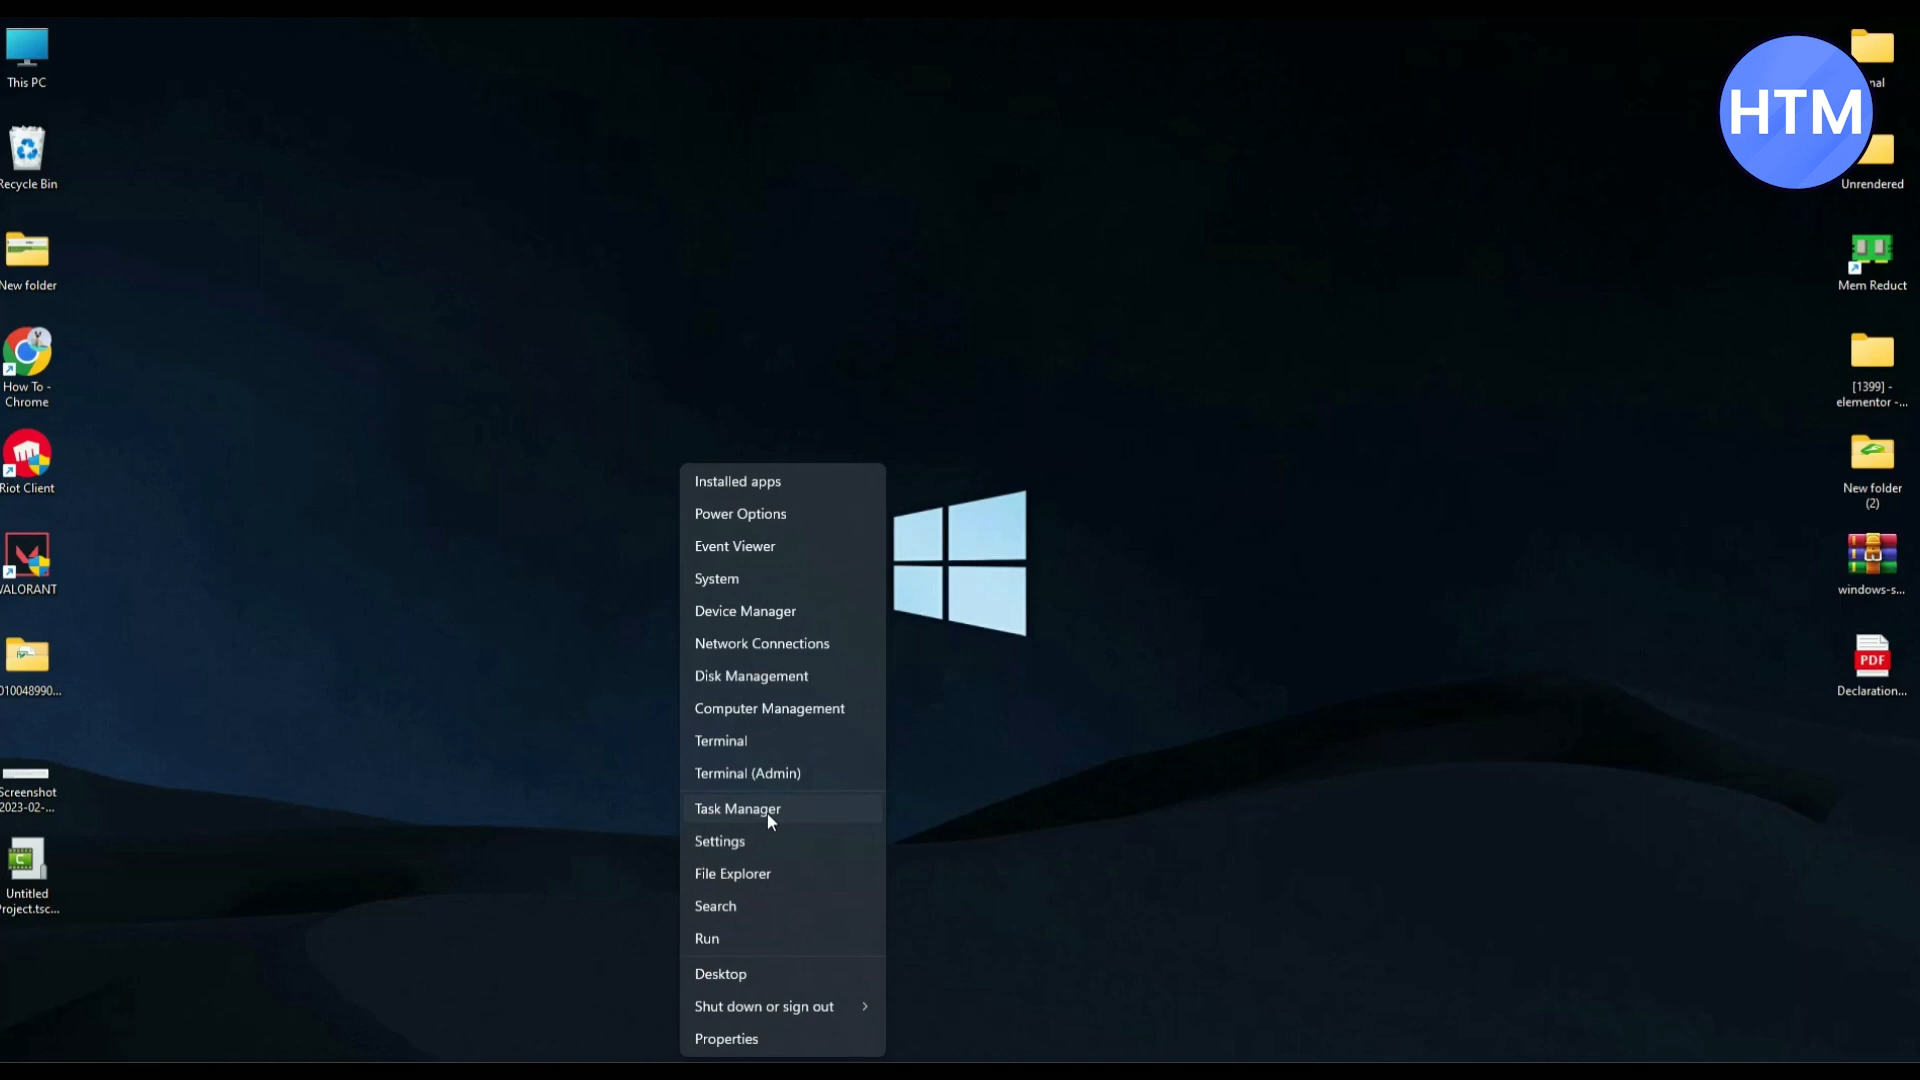 This PC
Recycle Bin
New folder
How To -
Chrome
Riot Client
VALORANT
010048990...
Screenshot
2023-02-...
Untitled
Project.tsc...
Installed apps
Power Options
Event Viewer
System
Device Manager
Network Connections
Disk Management
Computer Management
Terminal
Terminal (Admin)
Task Manager
Settings
File Explorer
Search
Run
Desktop
Shut down or sign out
Properties
HTM
Unrendered
Mem Reduct
[1399] -
elementor -...
New folder
(2)
windows-s...
PDF
Declaration...